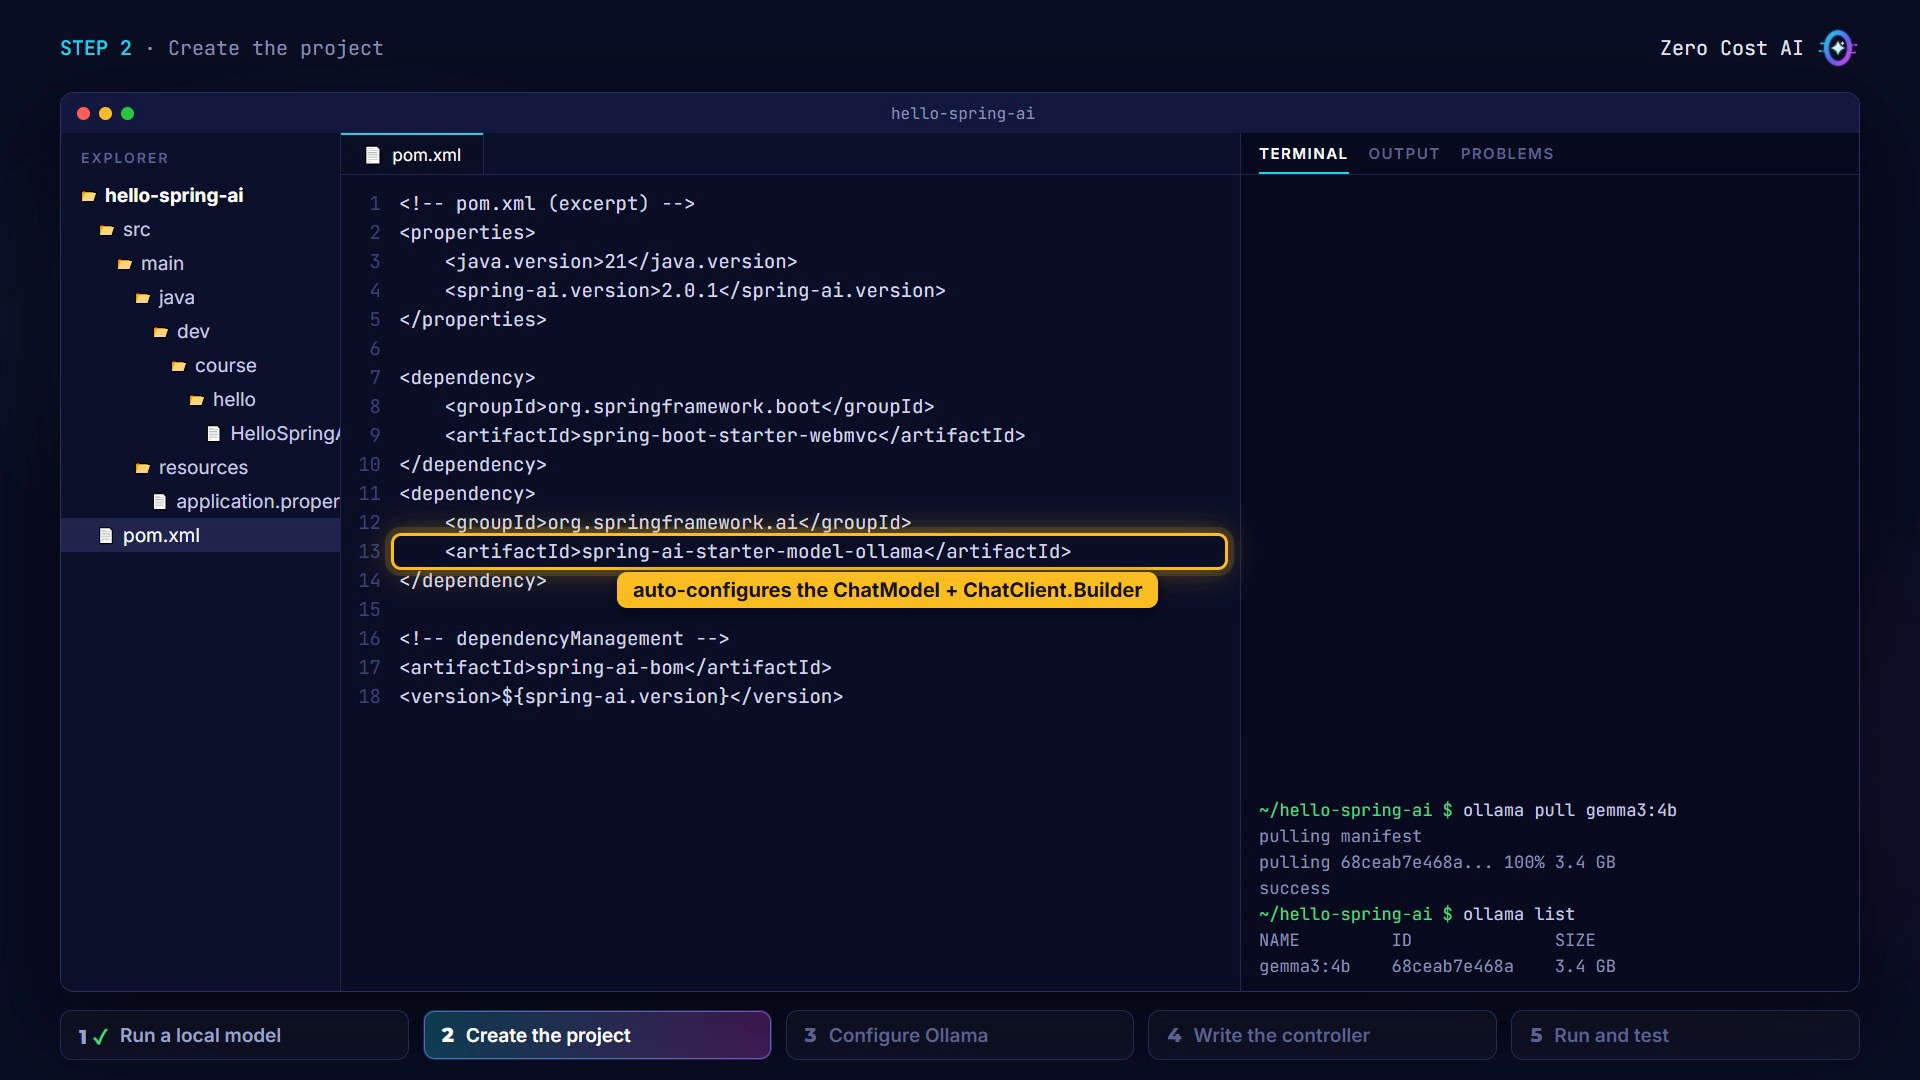 STEP 2 · Create the project
Zero Cost AI
hello-spring-ai
EXPLORER
hello-spring-ai
src
main
java
dev
course
hello
HelloSpringA
resources
application.proper
pom.xml
pom.xml
1 <!-- pom.xml (excerpt) -->
2 <properties>
3     <java.version>21</java.version>
4     <spring-ai.version>2.0.1</spring-ai.version>
5 </properties>
6
7 <dependency>
8     <groupId>org.springframework.boot</groupId>
9     <artifactId>spring-boot-starter-webmvc</artifactId>
10 </dependency>
11 <dependency>
12     <groupId>org.springframework.ai</groupId>
13     <artifactId>spring-ai-starter-model-ollama</artifactId>
14 </dependency>
auto-configures the ChatModel + ChatClient.Builder
15
16 <!-- dependencyManagement -->
17 <artifactId>spring-ai-bom</artifactId>
18 <version>${spring-ai.version}</version>
TERMINAL OUTPUT PROBLEMS
~/hello-spring-ai $ ollama pull gemma3:4b
pulling manifest
pulling 68ceab7e468a... 100% 3.4 GB
success
~/hello-spring-ai $ ollama list
NAME ID SIZE
gemma3:4b 68ceab7e468a 3.4 GB
1 ✓ Run a local model
2 Create the project
3 Configure Ollama
4 Write the controller
5 Run and test